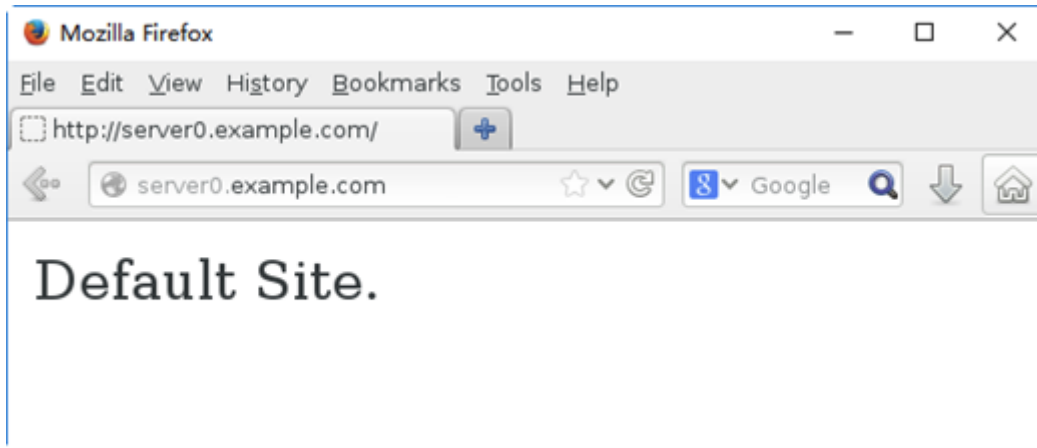 Mozilla Firefox
File Edit View History Bookmarks Tools Help
http://server0.example.com/
server0.example.com 8 Google
Default Site.